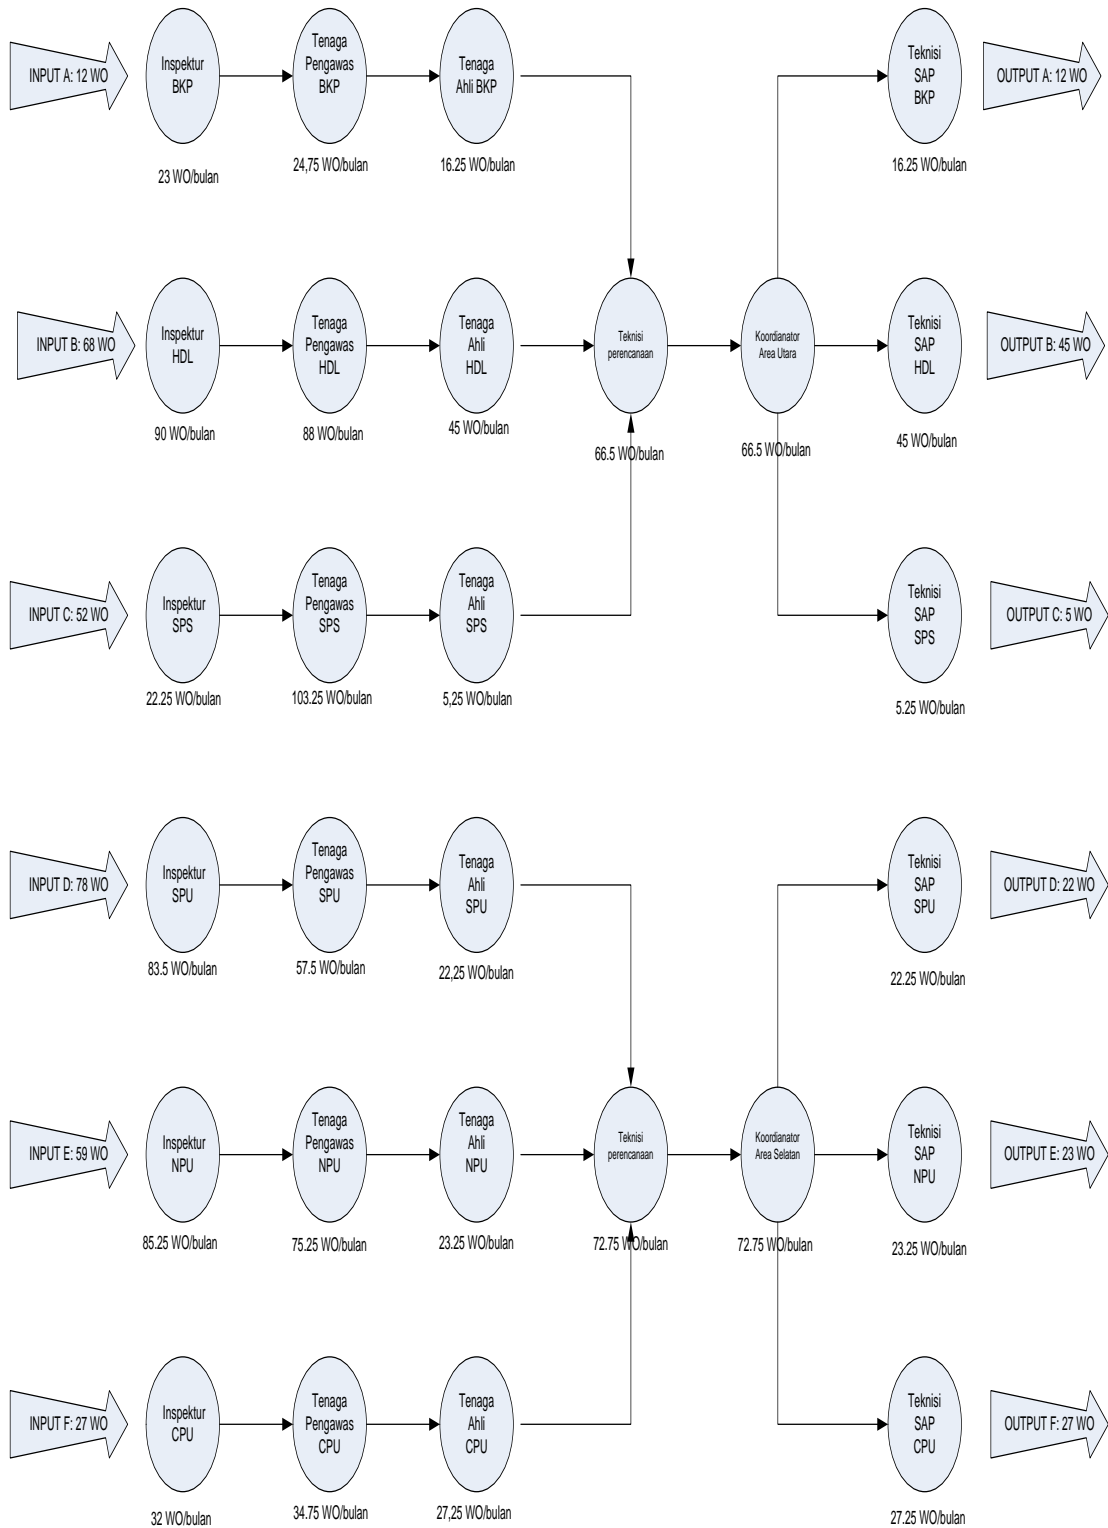 INPUT A: 12 WO
Inspektur
BKP
23 WO/bulan
Tenaga
Pengawas
BKP
24,75 WO/bulan
Tenaga
Ahli BKP
16.25 WO/bulan
Teknisi
SAP
BKP
16.25 WO/bulan
OUTPUT A: 12 WO
INPUT B: 68 WO
Inspektur
HDL
90 WO/bulan
Tenaga
Pengawas
HDL
88 WO/bulan
Tenaga
Ahli
HDL
45 WO/bulan
Teknisi
perencanaan
66.5 WO/bulan
Koordianator
Area Utara
66.5 WO/bulan
Teknisi
SAP
HDL
45 WO/bulan
OUTPUT B: 45 WO
INPUT C: 52 WO
Inspektur
SPS
22.25 WO/bulan
Tenaga
Pengawas
SPS
103.25 WO/bulan
Tenaga
Ahli
SPS
5,25 WO/bulan
Teknisi
SAP
SPS
5.25 WO/bulan
OUTPUT C: 5 WO
INPUT D: 78 WO
Inspektur
SPU
83.5 WO/bulan
Tenaga
Pengawas
SPU
57.5 WO/bulan
Tenaga
Ahli
SPU
22,25 WO/bulan
Teknisi
SAP
SPU
22.25 WO/bulan
OUTPUT D: 22 WO
INPUT E: 59 WO
Inspektur
NPU
85.25 WO/bulan
Tenaga
Pengawas
NPU
75.25 WO/bulan
Tenaga
Ahli
NPU
23.25 WO/bulan
Teknisi
perencanaan
72.75 WO/bulan
Koordianator
Area Selatan
72.75 WO/bulan
Teknisi
SAP
NPU
23.25 WO/bulan
OUTPUT E: 23 WO
INPUT F: 27 WO
Inspektur
CPU
32 WO/bulan
Tenaga
Pengawas
CPU
34.75 WO/bulan
Tenaga
Ahli
CPU
27,25 WO/bulan
Teknisi
SAP
CPU
27.25 WO/bulan
OUTPUT F: 27 WO